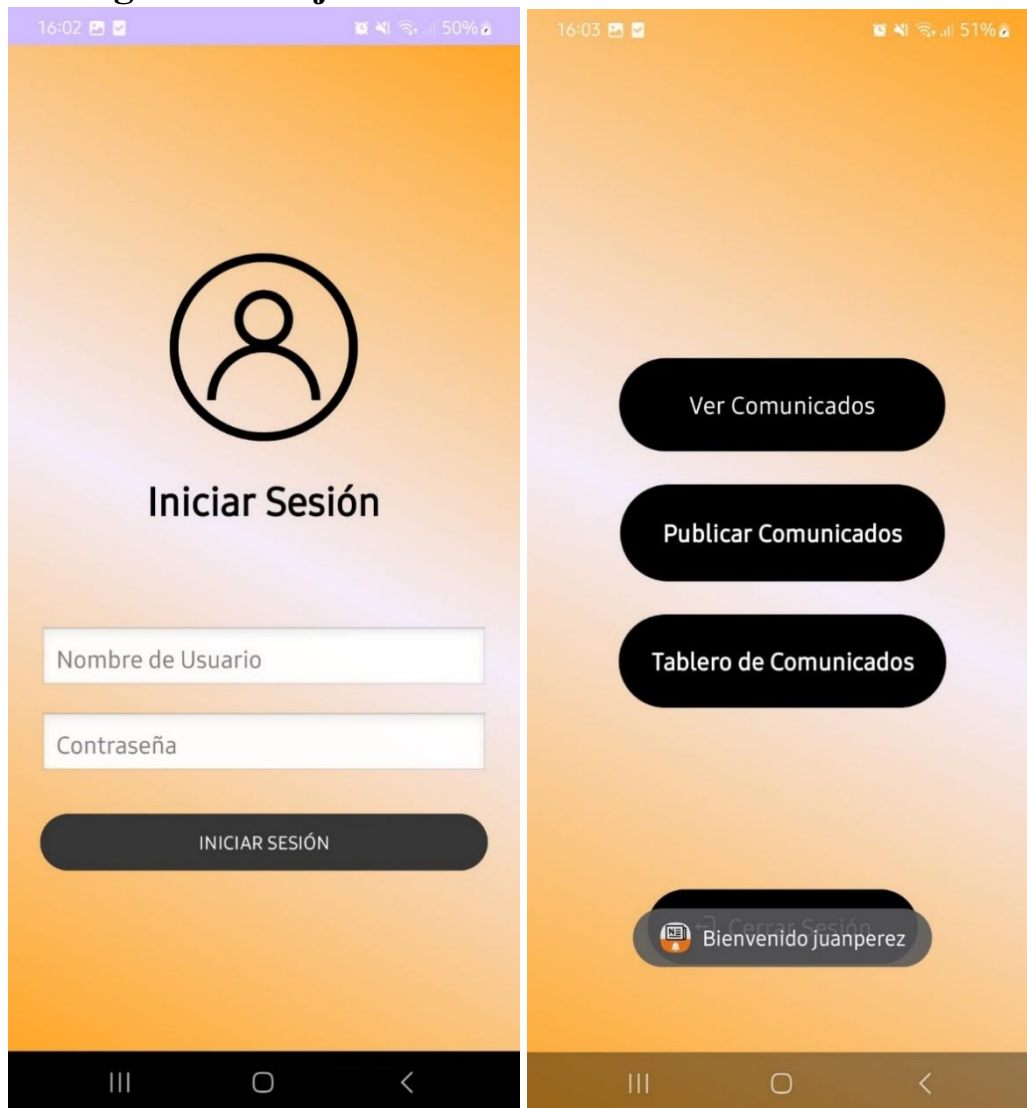 16:02
50%
Iniciar Sesión
Nombre de Usuario
Contraseña
INICIAR SESIÓN
16:03
51%
Ver Comunicados
Publicar Comunicados
Tablero de Comunicados
Cerrar Sesión
Bienvenido juanperez